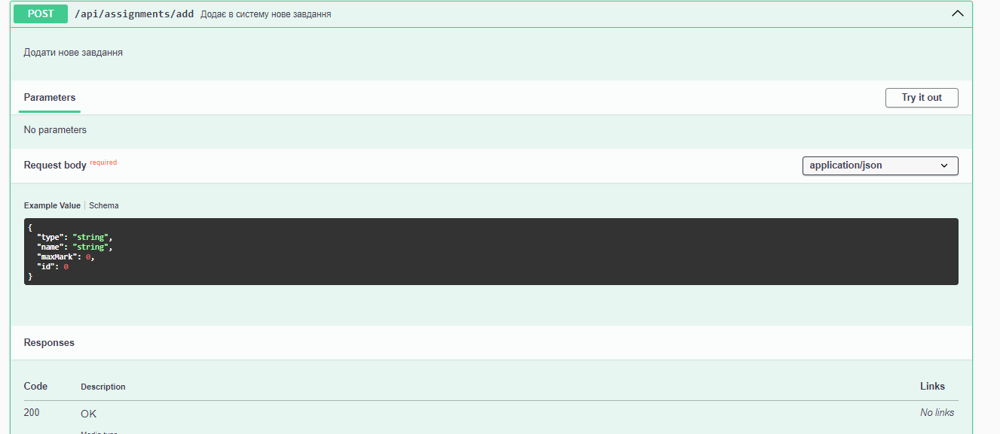 POST /api/assignments/add Додає в систему нове завдання
Додати нове завдання
Parameters
Try it out
No parameters
Request body required
application/json
Example Value Schema
{
"type": "string",
"name": "string",
"maxMark": 0,
"id": 0
}
Responses
Code Description Links
200 OK No links
Media type